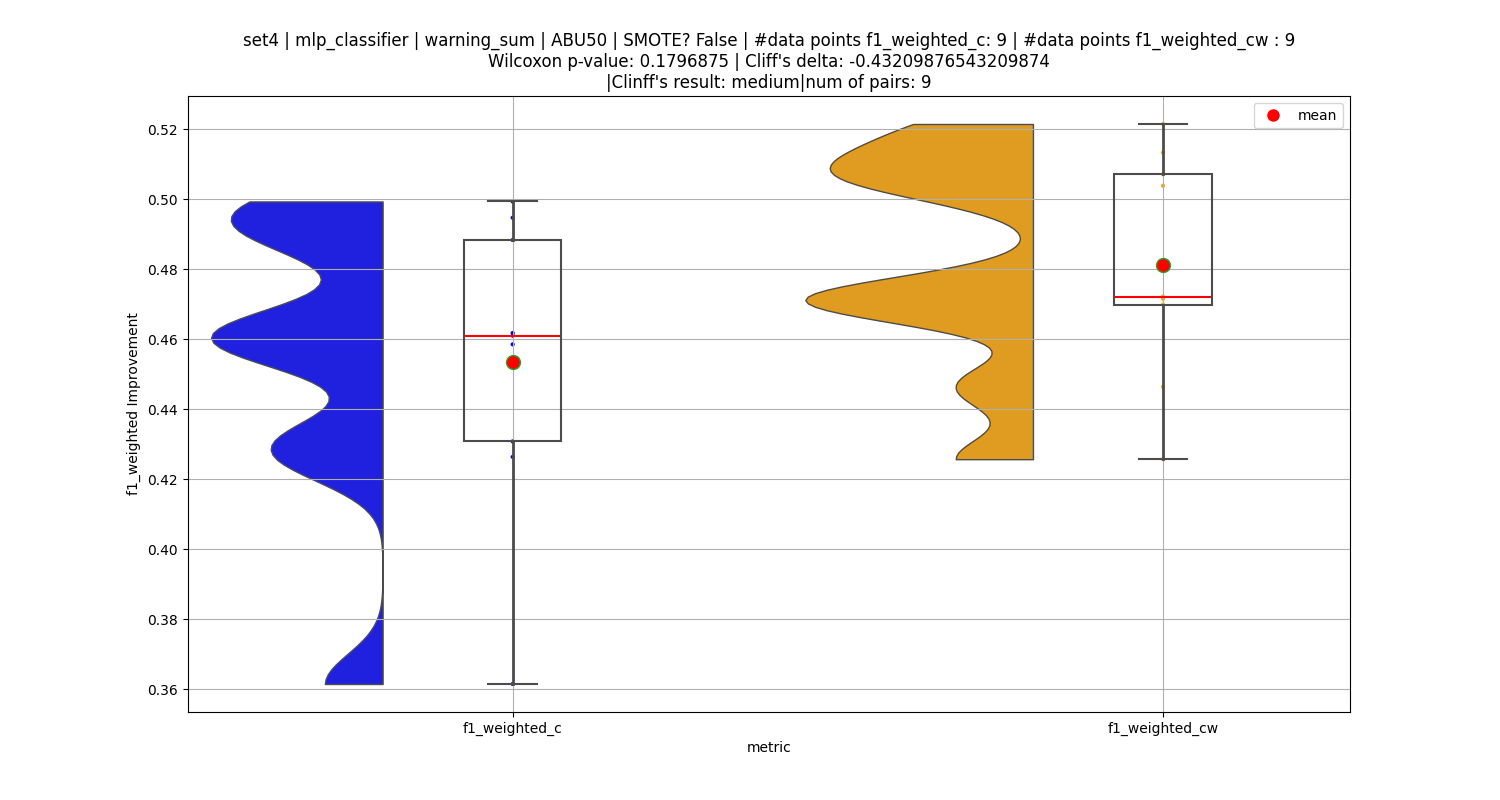 set4 | mlp_classifier | warning_sum | ABU50 | SMOTE? False | #data points f1_weighted_c: 9 | #data points f1_weighted_cw : 9
Wilcoxon p-value: 0.1796875 | Cliff's delta: -0.43209876543209874
|Clinff's result: medium|num of pairs: 9
mean
0.52
0.50
0.48
0.46
0.44
0.42
0.40
0.38
0.36
f1_weighted Improvement
f1_weighted_c
f1_weighted_cw
metric